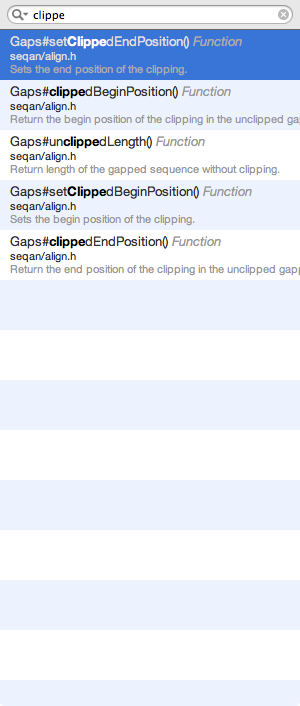 clippe
Gaps#setClippedEndPosition() Function
seqan/align.h
Sets the end position of the clipping.
Gaps#clippedBeginPosition() Function
seqan/align.h
Return the begin position of the clipping in the unclipped gap
Gaps#unclippedLength() Function
seqan/align.h
Return length of the gapped sequence without clipping.
Gaps#setClippedBeginPosition() Function
seqan/align.h
Sets the begin position of the clipping.
Gaps#clippedEndPosition() Function
seqan/align.h
Return the end position of the clipping in the unclipped gapp